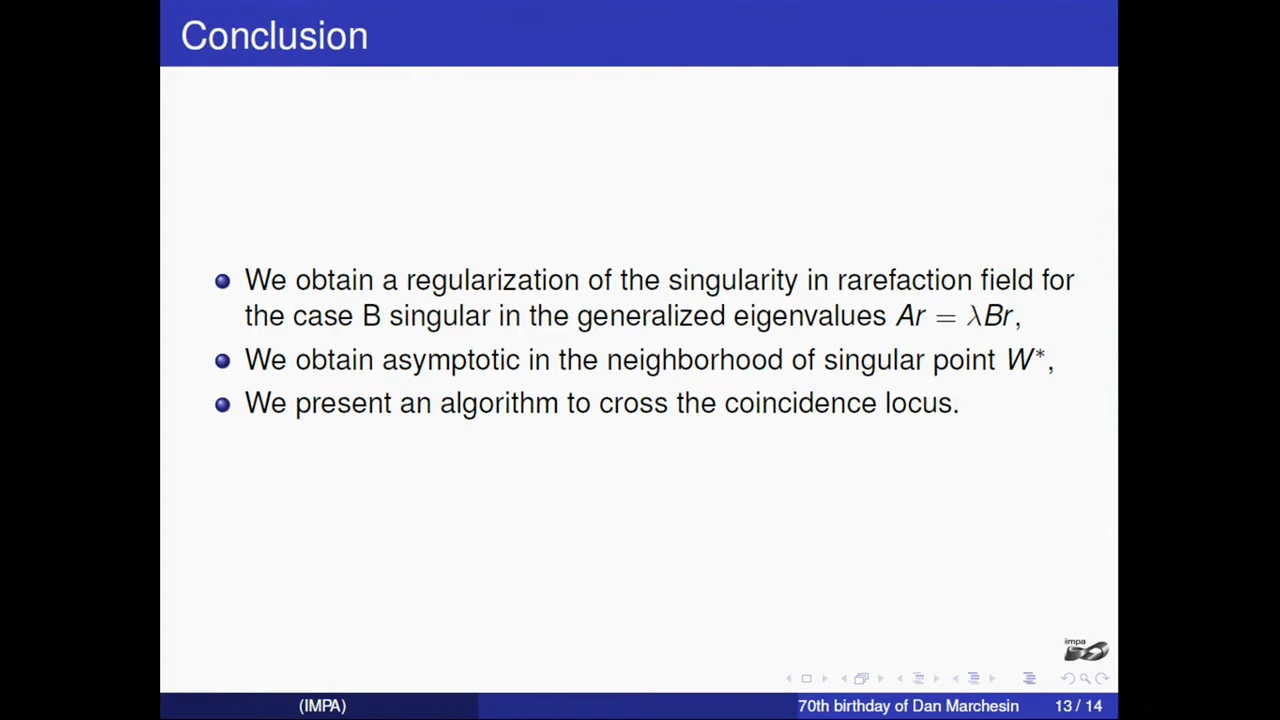 Conclusion
We obtain a regularization of the singularity in rarefaction field for
the case B singular in the generalized eigenvalues Ar = λBr,
We obtain asymptotic in the neighborhood of singular point W*,
We present an algorithm to cross the coincidence locus.
impa
(IMPA) 70th birthday of Dan Marchesin 13 / 14